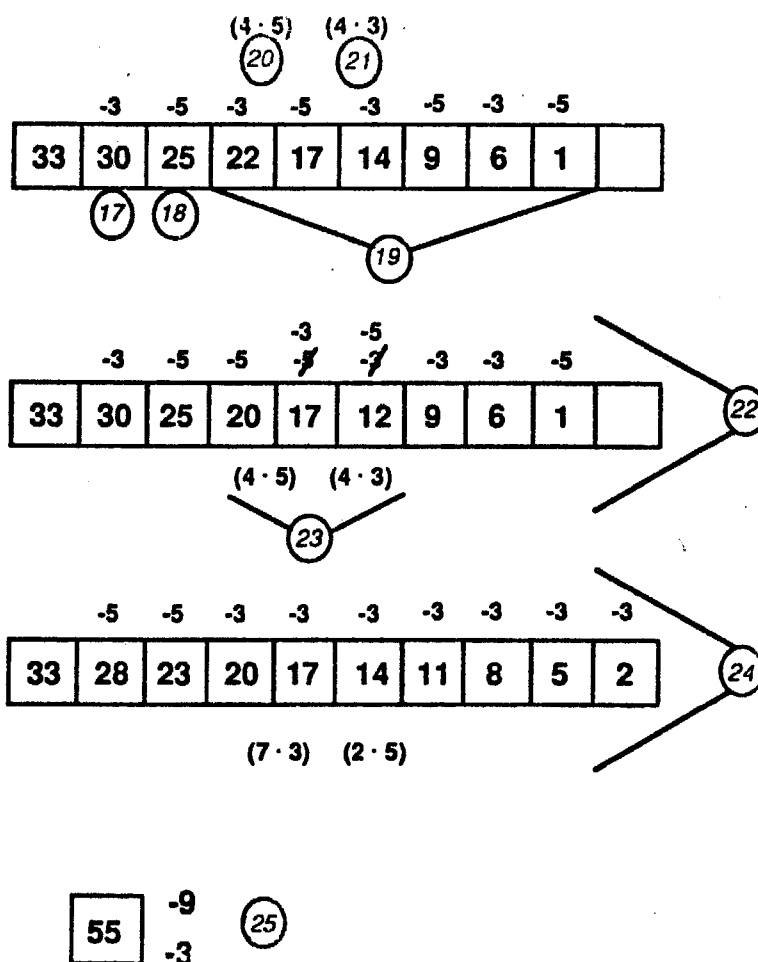 (4 · 5) (4 · 3)
20 21
-3 -5 -3 -5 -3 -5 -3 -5
33 30 25 22 17 14 9 6 1
17 18
19
-3 -5
-3 -5 -5 -5 -3 -3 -3 -5
33 30 25 20 17 12 9 6 1
22
(4 · 5) (4 · 3)
23
-5 -5 -3 -3 -3 -3 -3 -3 -3
33 28 23 20 17 14 11 8 5 2
24
(7 · 3) (2 · 5)
-9
55 25
-3